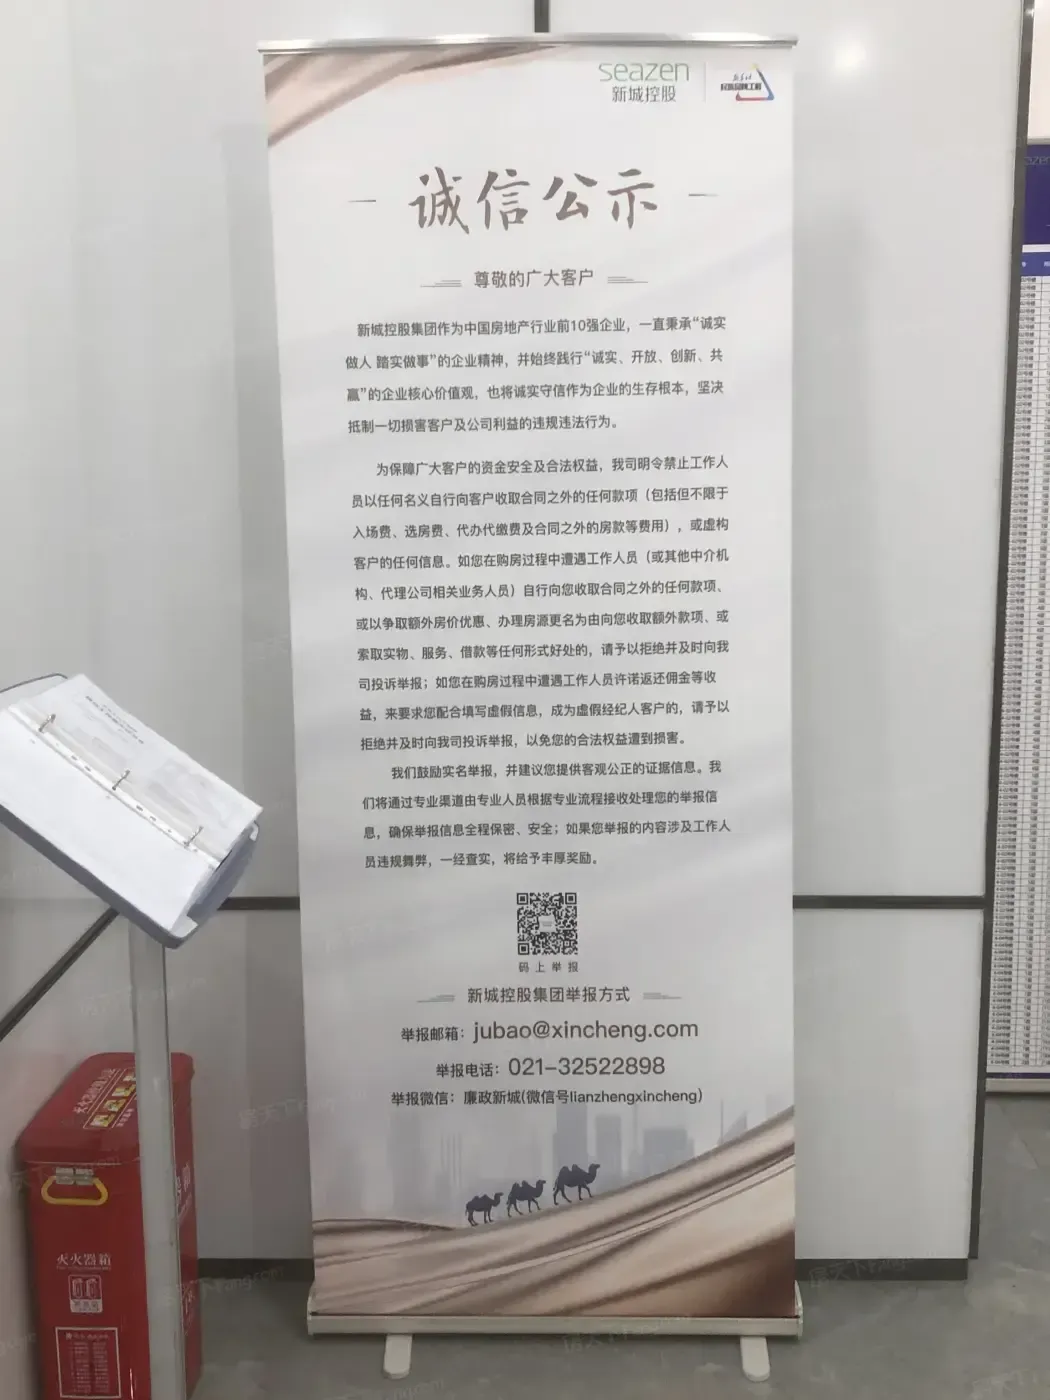 seazen
新城控股
诚信公示
尊敬的广大客户
新城控股集团作为中国房地产行业前10强企业，一直秉承“诚实
做人 踏实做事”的企业精神，并始终践行“诚实、开放、创新、共
赢”的企业核心价值观，也将诚实守信作为企业的生存根本，坚决
抵制一切损害客户及公司利益的违规违法行为。
为保障广大客户的资金安全及合法权益，我司明令禁止工作人
员以任何名义自行向客户收取合同之外的任何款项（包括但不限于
入场费、选房费、代办代缴费及合同之外的房款等费用），或虚构
客户的任何信息。如您在购房过程中遭遇工作人员（或其他中介机
构、代理公司相关业务人员）自行向您收取合同之外的任何款项、
或以争取额外房价优惠、办理房源更名为由向您收取额外款项、或
索取实物、服务、借款等任何形式好处的，请予以拒绝并及时向我
司投诉举报；如您在购房过程中遭遇工作人员许诺返还佣金等收
益，来要求您配合填写虚假信息，成为虚假经纪人客户的，请予以
拒绝并及时向我司投诉举报，以免您的合法权益遭到损害。
我们鼓励实名举报，并建议您提供客观公正的证据信息。我
们将通过专业渠道由专业人员根据专业流程接收处理您的举报信
息，确保举报信息全程保密、安全；如果您举报的内容涉及工作人
员违规舞弊，一经查实，将给予丰厚奖励。
码上举报
新城控股集团举报方式
举报邮箱：jubao@xincheng.com
举报电话：021-32522898
举报微信：廉政新城(微信号lianzhengxincheng)
灭火器箱